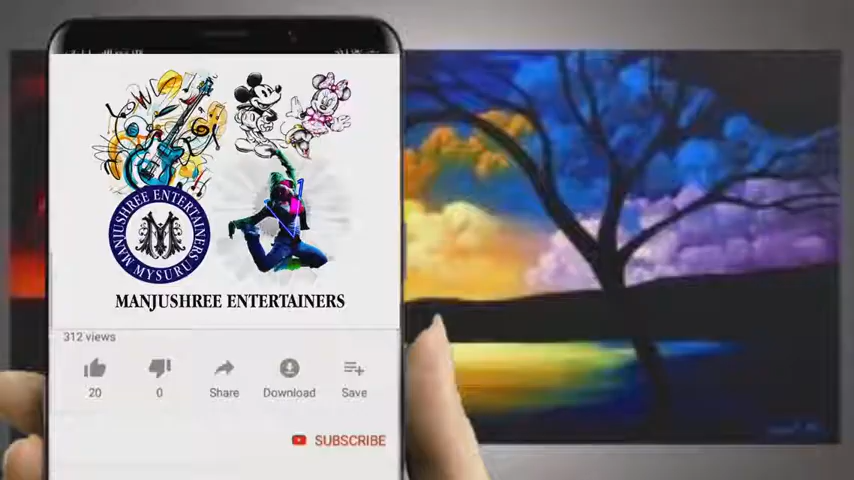 MANJUSHREE ENTERTAINERS
MYSURU
M
MANJUSHREE ENTERTAINERS
312 views
20
0
Share
Download
Save
SUBSCRIBE